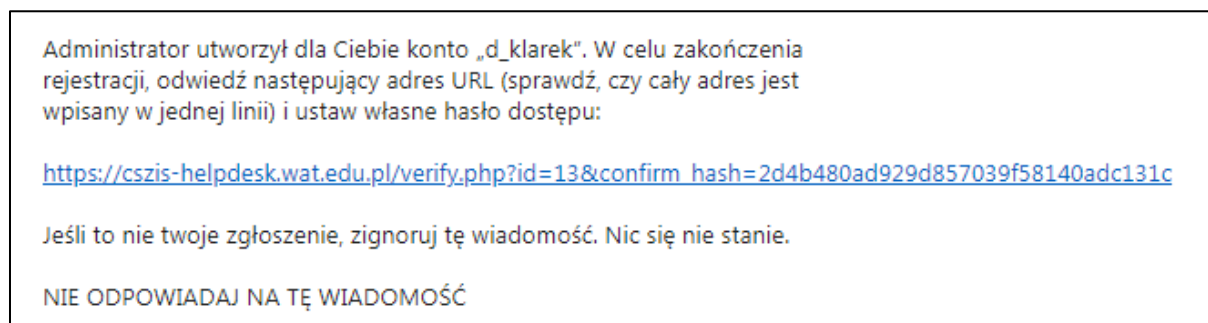 Administrator utworzył dla Ciebie konto „d_klarek”. W celu zakończenia
rejestracji, odwiedź następujący adres URL (sprawdź, czy cały adres jest
wpisany w jednej linii) i ustaw własne hasło dostępu:
https://cszis-helpdesk.wat.edu.pl/verify.php?id=13&confirm_hash=2d4b480ad929d857039f58140adc131c
Jeśli to nie twoje zgłoszenie, zignoruj tę wiadomość. Nic się nie stanie.
NIE ODPOWIADAJ NA TĘ WIADOMOŚĆ